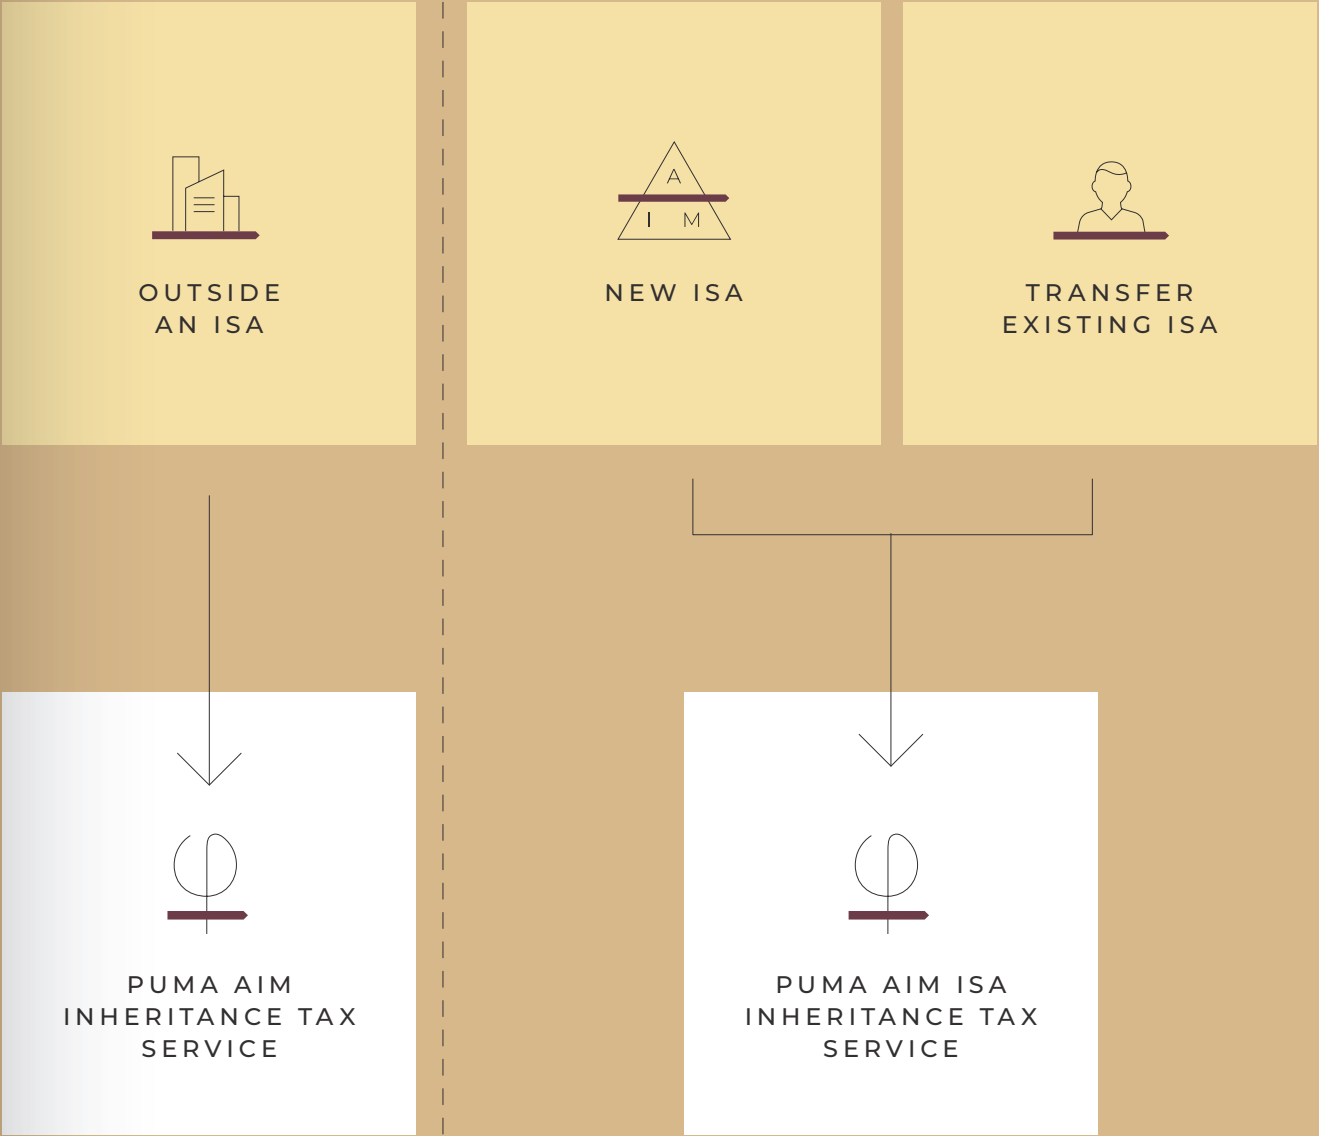 OUTSIDE
AN ISA
A
I M
NEW ISA
TRANSFER
EXISTING ISA
PUMA AIM
INHERITANCE TAX
SERVICE
PUMA AIM ISA
INHERITANCE TAX
SERVICE